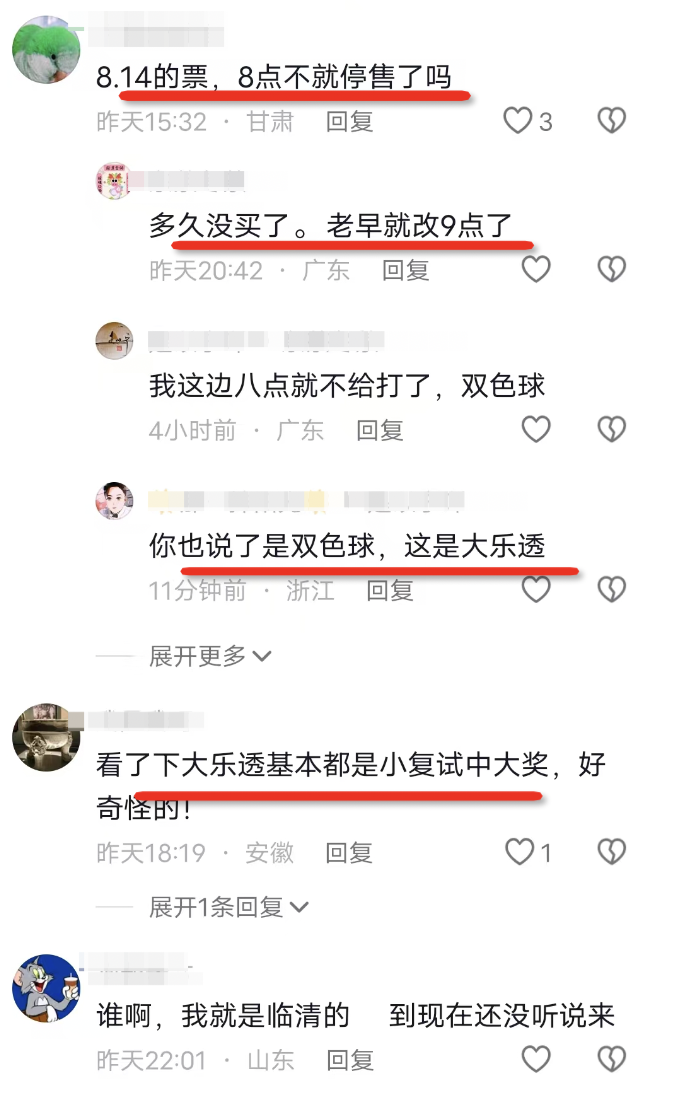 8.14的票，8点不就停售了吗
昨天15:32 · 甘肃 回复 3
多久没买了。老早就改9点了
昨天20:42 · 广东 回复
我这边八点就不给打了，双色球
4小时前 · 广东 回复
你也说了是双色球，这是大乐透
11分钟前 · 浙江 回复
展开更多
看了下大乐透基本都是小复试中大奖，好
奇怪的！
昨天18:19 · 安徽 回复 1
展开1条回复
谁啊，我就是临清的 到现在还没听说来
昨天22:01 · 山东 回复